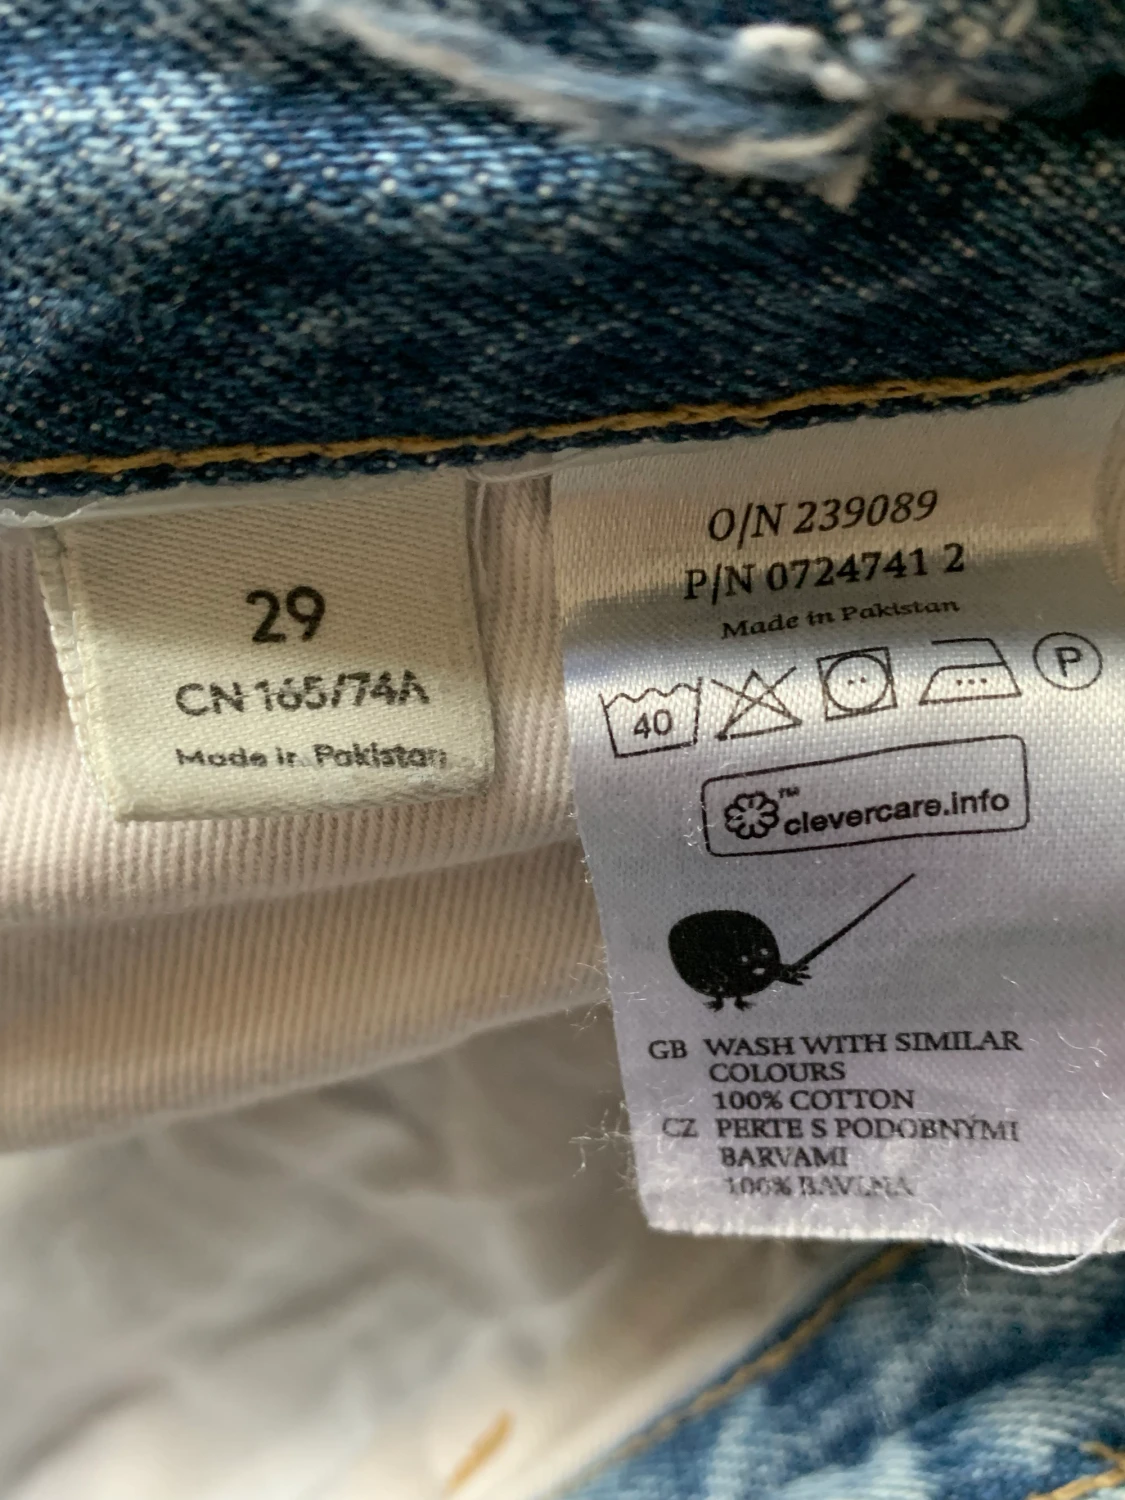 29
CN 165/74A
Made in Pakistan
O/N 239089
P/N 0724741 2
Made in Pakistan
40
P
™
clevercare.info
GB WASH WITH SIMILAR
COLOURS
100% COTTON
CZ PERTE S PODOBNÝMI
BARVAMI
100% BAVLNA